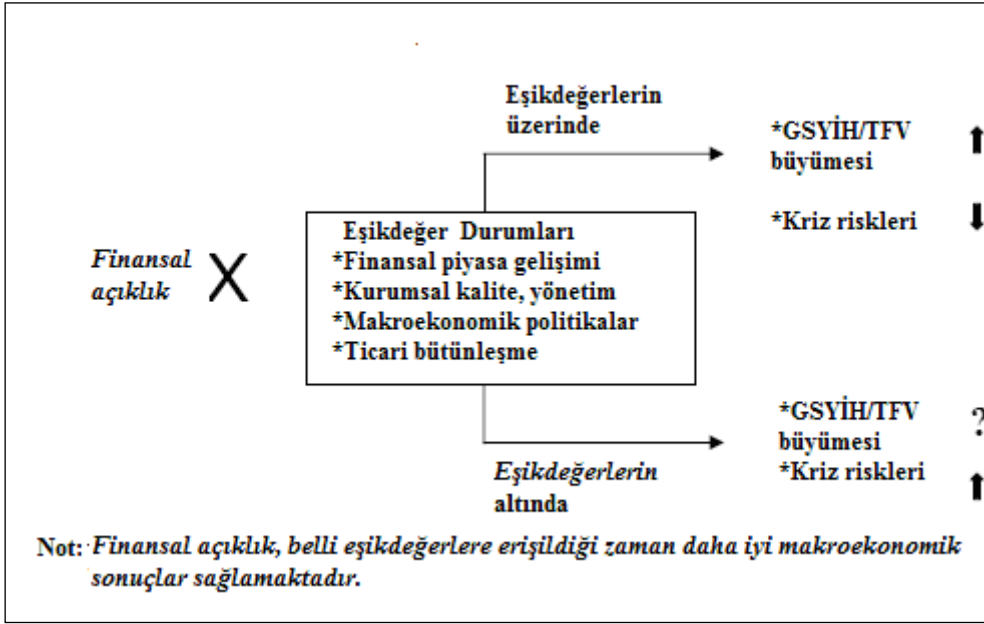 Eşikdeğerlerin
üzerinde
*GSYİH/TFV
büyümesi
*Kriz riskleri
Finansal
açıklık
X
Eşikdeğer Durumları
*Finansal piyasa gelişimi
*Kurumsal kalite, yönetim
*Makroekonomik politikalar
*Ticari bütünleşme
*GSYİH/TFV
büyümesi
?
*Kriz riskleri
Eşikdeğerlerin
altında
Not: Finansal açıklık, belli eşikdeğerlere erişildiği zaman daha iyi makroekonomik
sonuçlar sağlamaktadır.